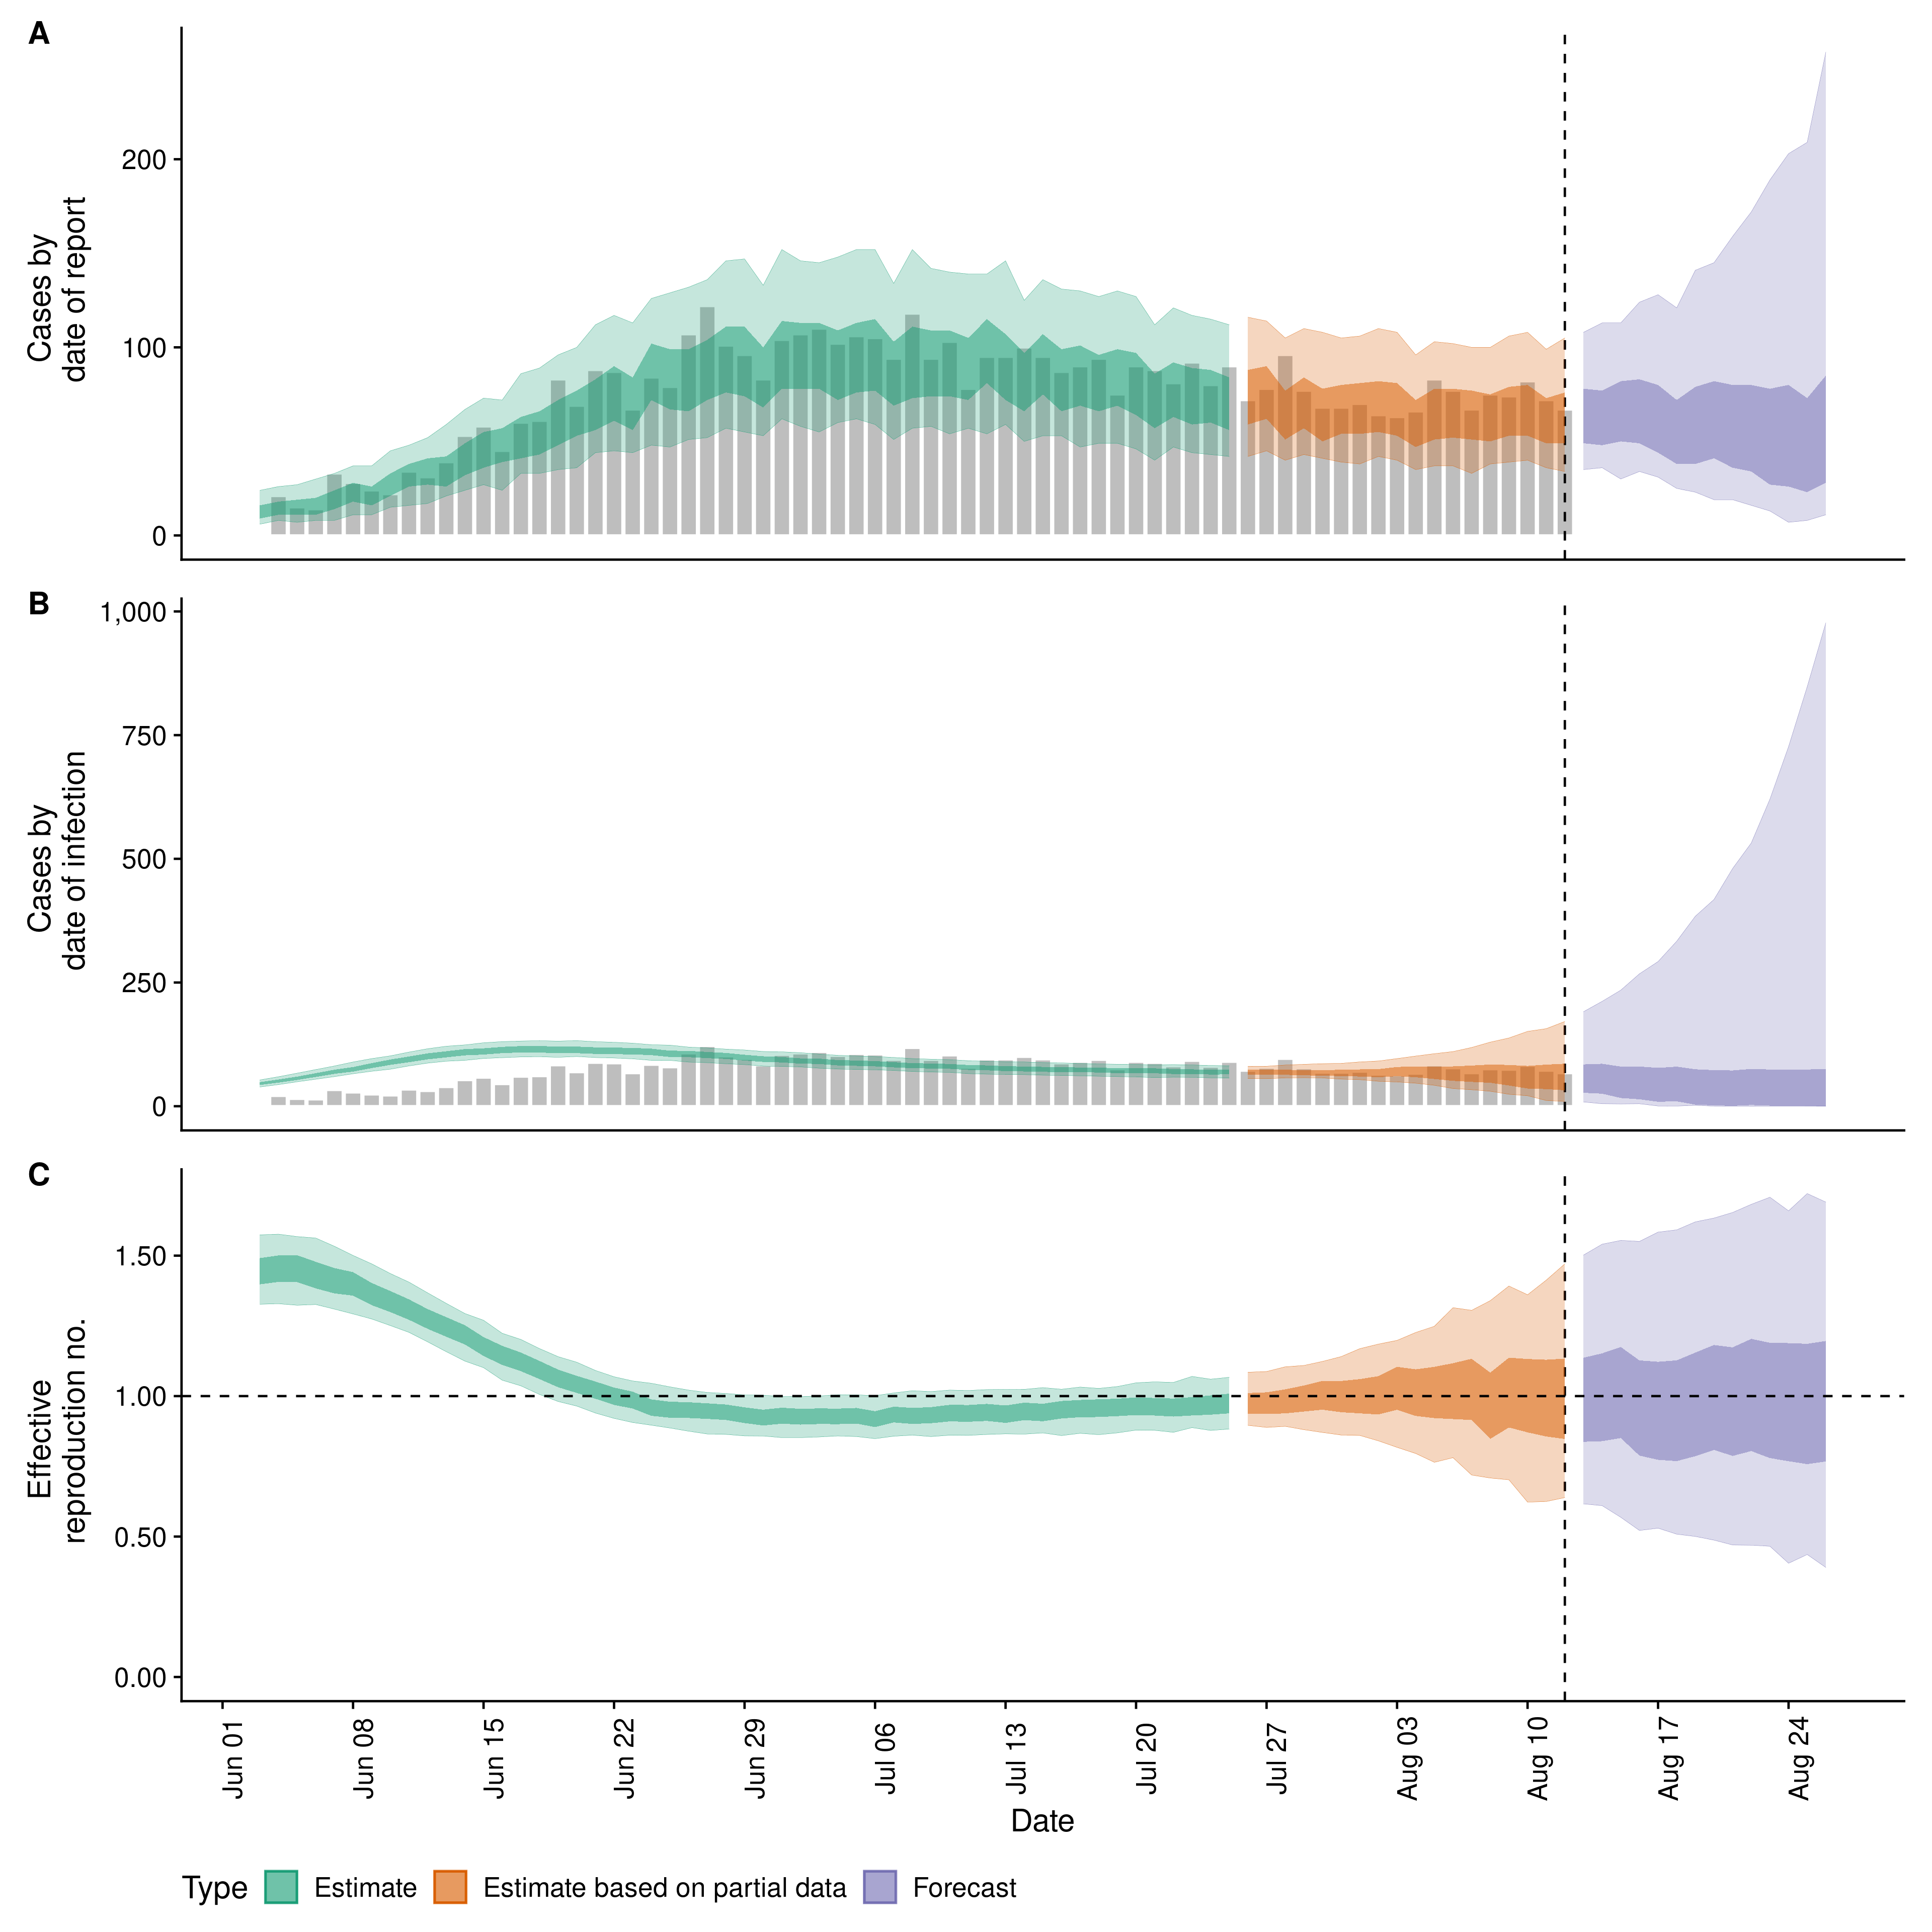 A
Cases by
date of report
200
100
0
B
Cases by
date of infection
1,000
750
500
250
0
C
Effective
reproduction no.
1.50
1.00
0.50
0.00
Jun 01
Jun 08
Jun 15
Jun 22
Jun 29
Jul 06
Jul 13
Jul 20
Jul 27
Aug 03
Aug 10
Aug 17
Aug 24
Date
Type Estimate Estimate based on partial data Forecast